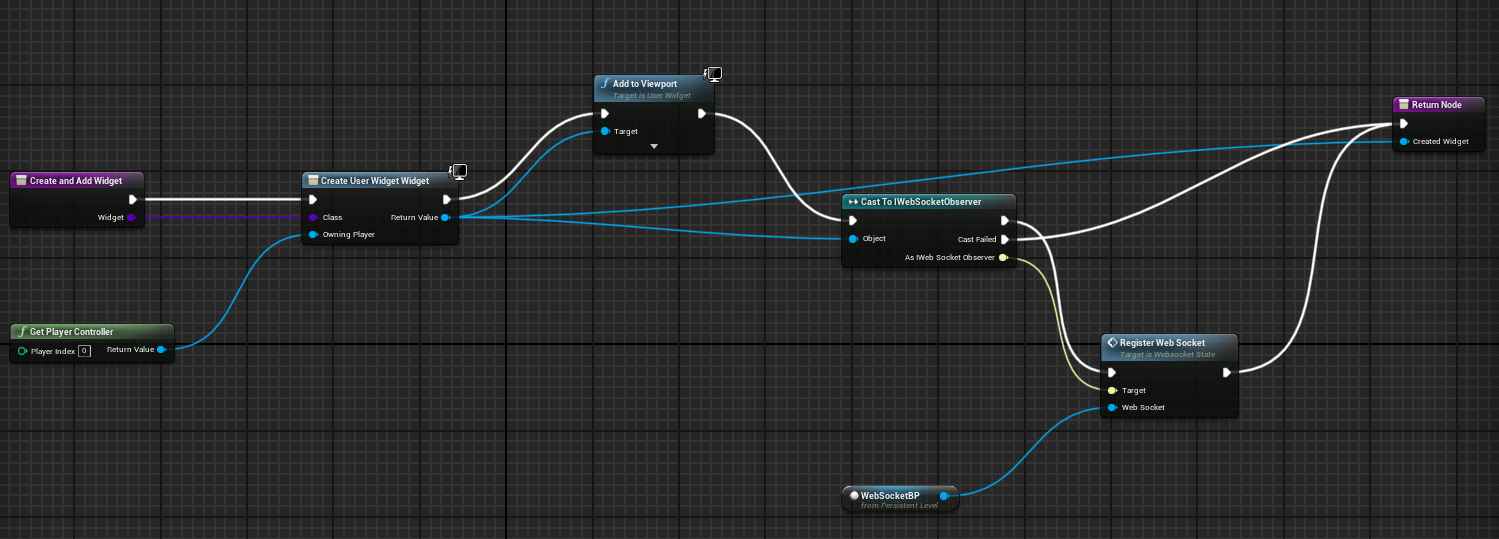 Create and Add Widget
Widget
Get Player Controller
Player Index 0
Return Value
Create User Widget Widget
Class
Return Value
Owning Player
Add to Viewport
Target is User Widget
Target
Cast To IWebSocketObserver
Object
Cast Failed
As IWeb Socket Observer
WebSocketBP
from Persistent Level
Register Web Socket
Target is Websocket State
Target
Web Socket
Return Node
Created Widget